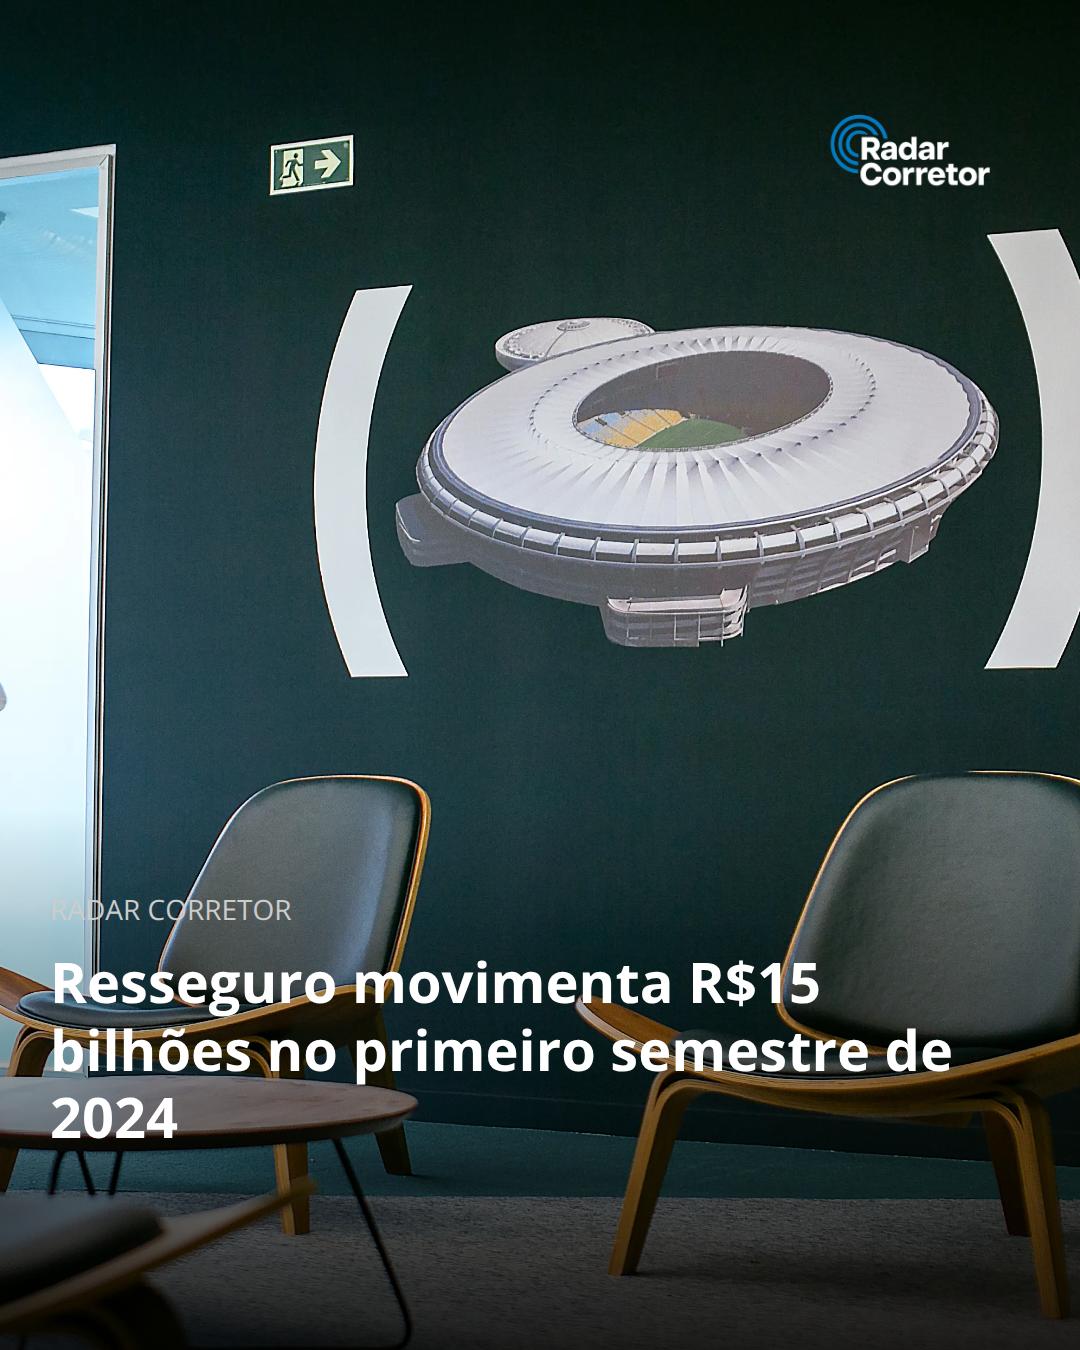 Radar
Corretor
RADAR CORRETOR
Resseguro movimenta R$15
bilhões no primeiro semestre de
2024